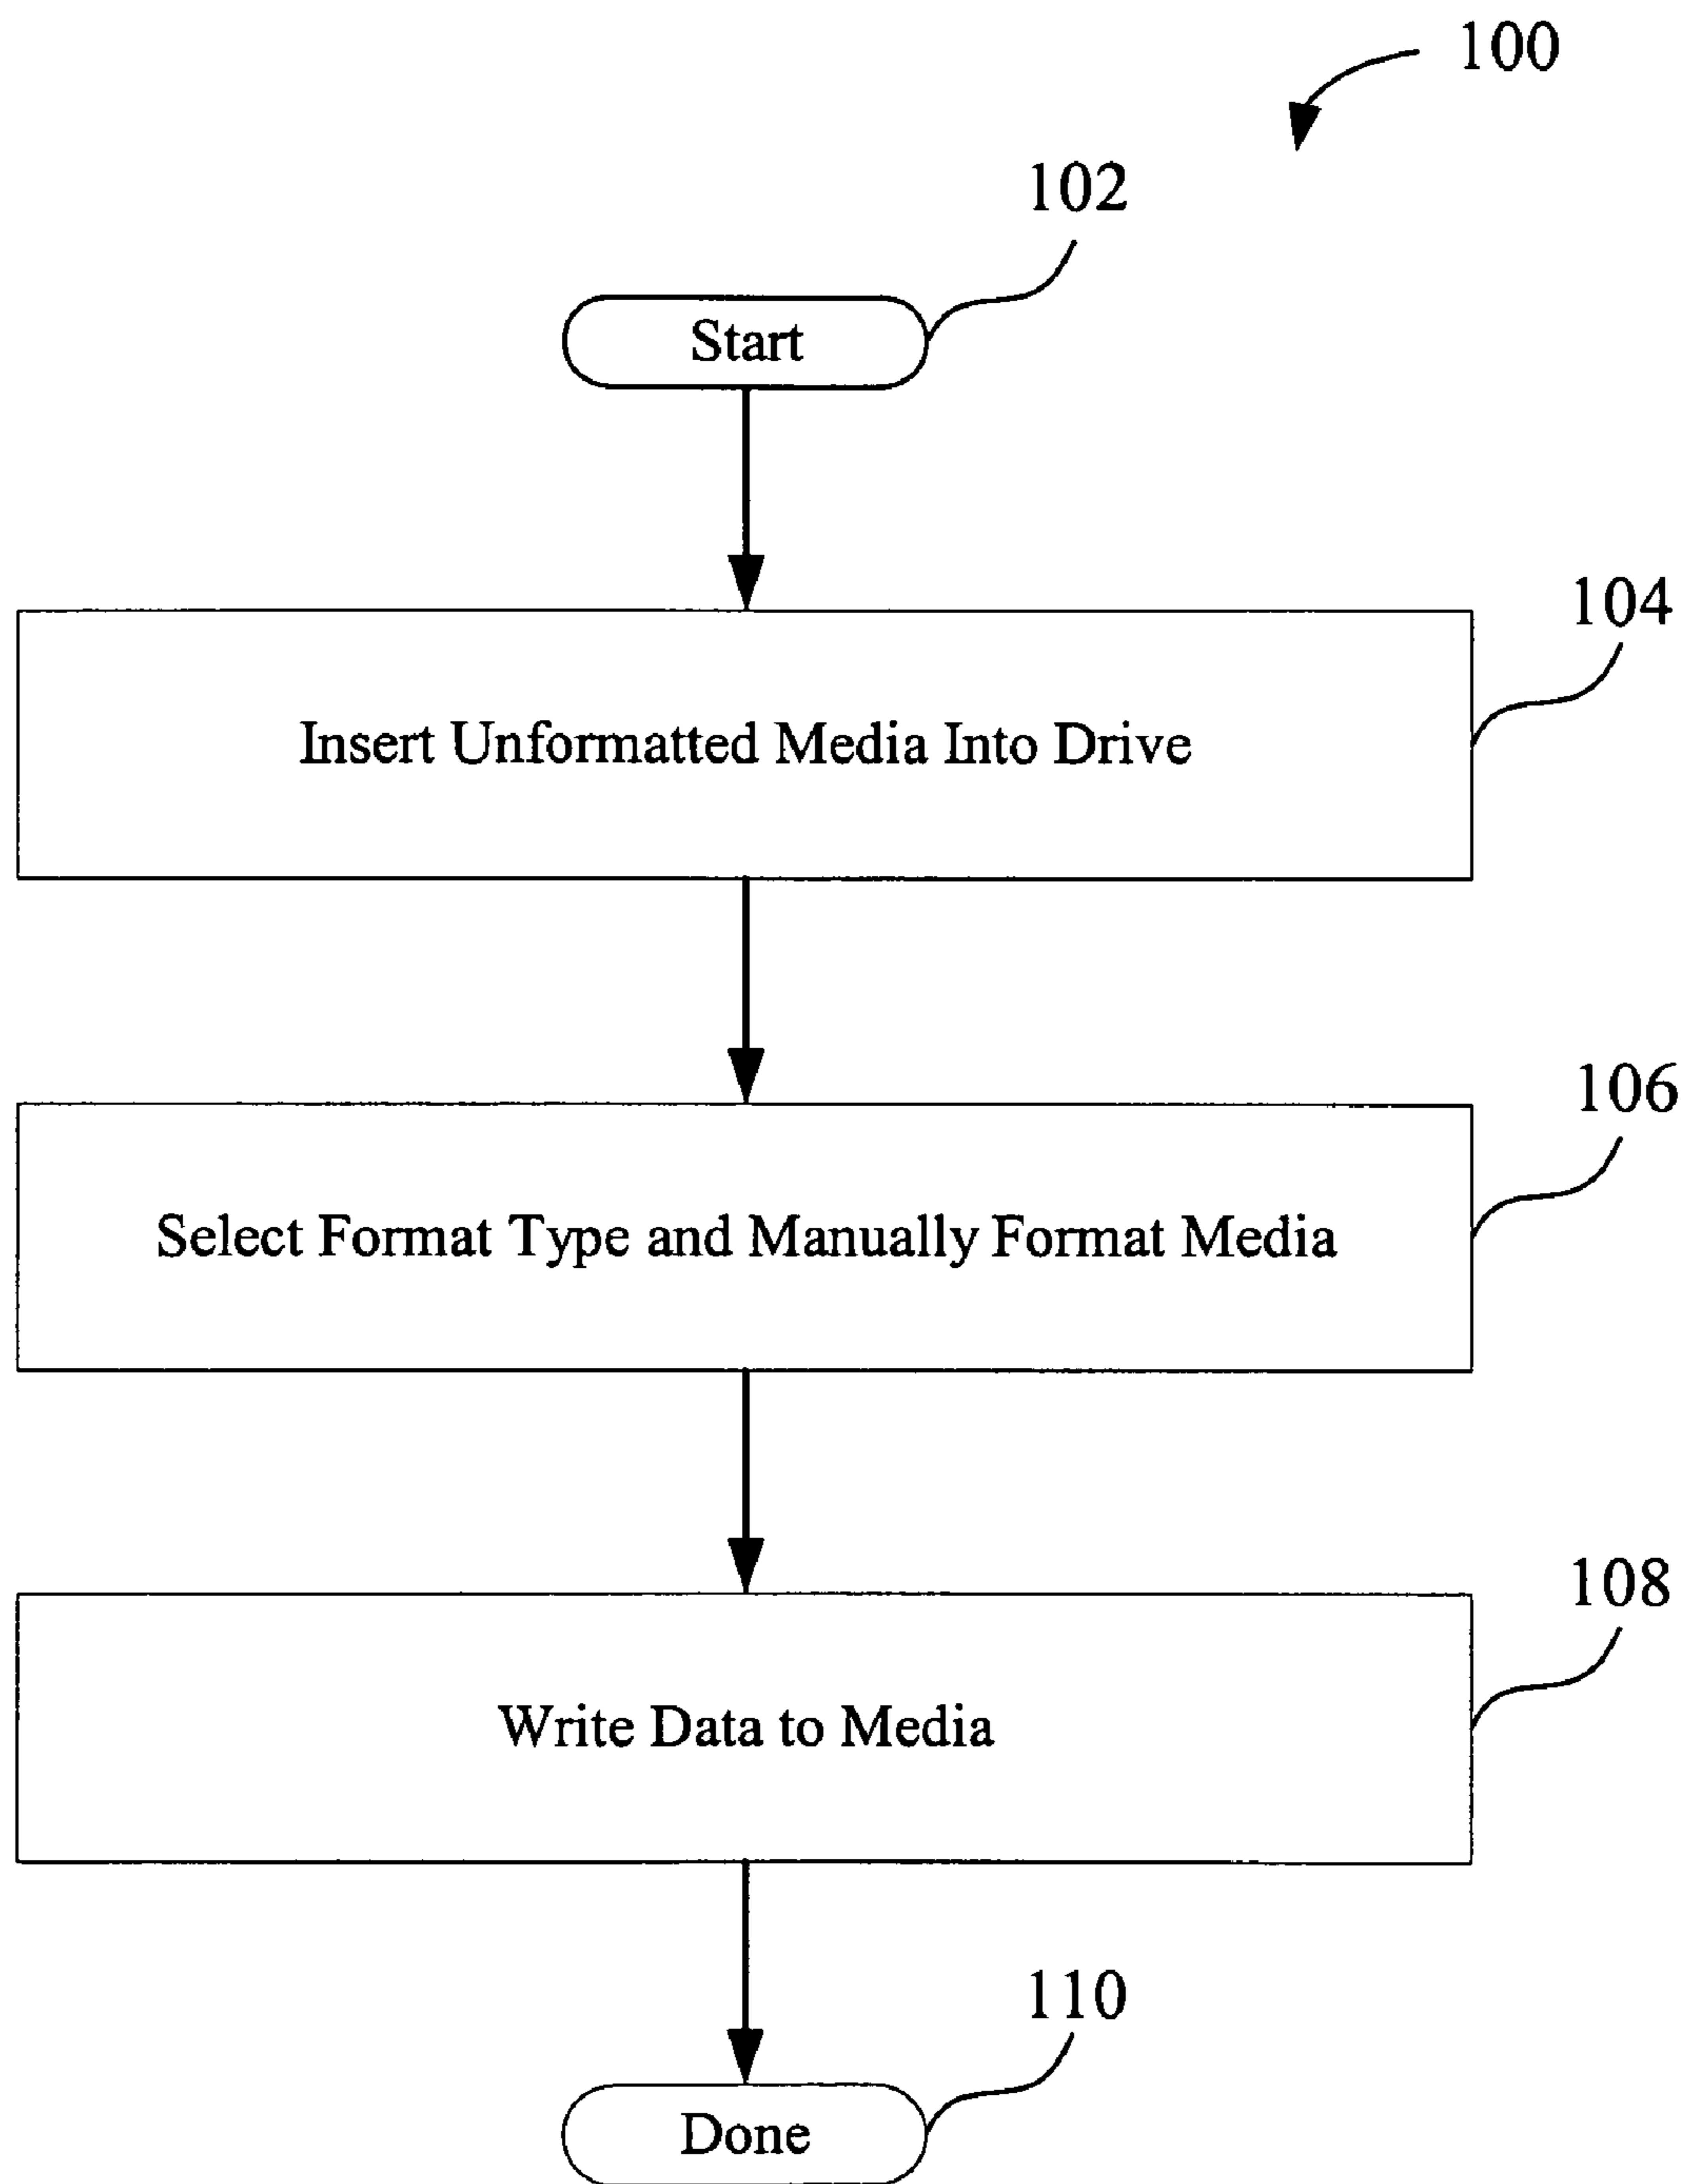 100
102
Start
104
Insert Unformatted Media Into Drive
106
Select Format Type and Manually Format Media
108
Write Data to Media
110
Done